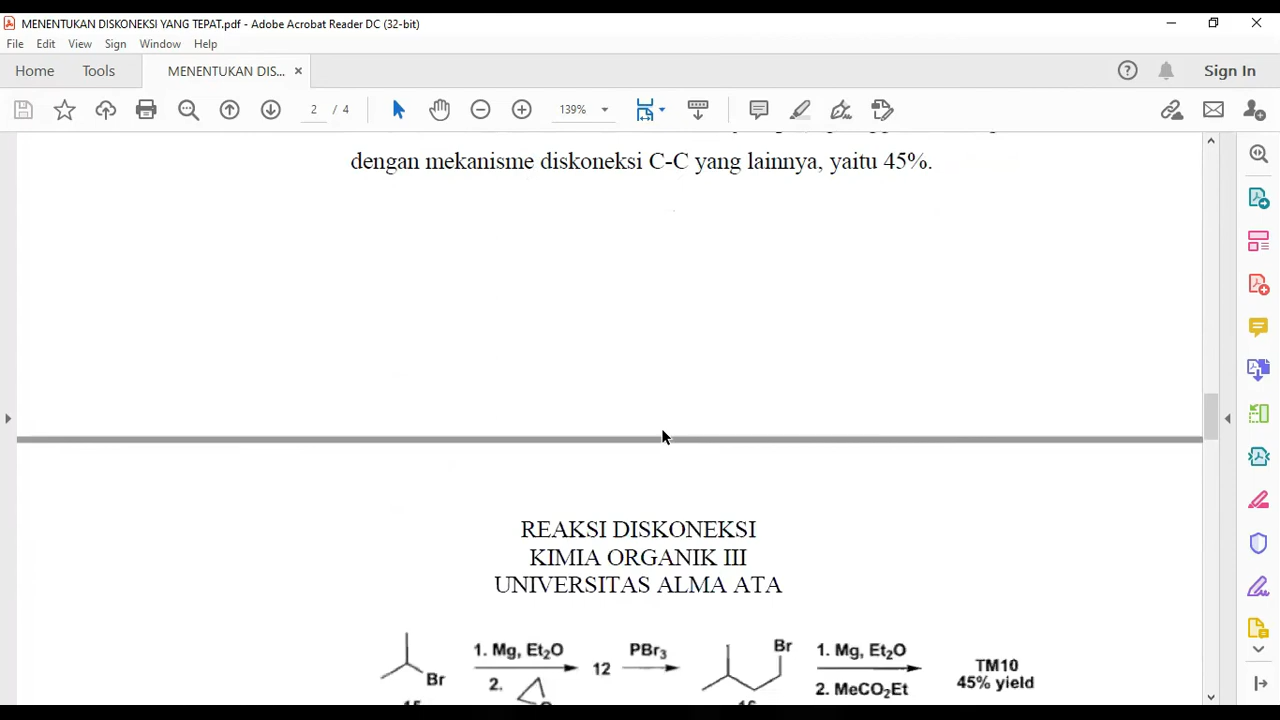 MENENTUKAN DISKONEKSI YANG TEPAT.pdf - Adobe Acrobat Reader DC (32-bit)
File Edit View Sign Window Help
Home Tools MENENTUKAN DIS... × Sign In
2 / 4 139%
dengan mekanisme diskoneksi C-C yang lainnya, yaitu 45%.
REAKSI DISKONEKSI
KIMIA ORGANIK III
UNIVERSITAS ALMA ATA
1. Mg, Et₂O PBr₃ Br 1. Mg, Et₂O TM10
Br 2. 12 2. MeCO₂Et 45% yield